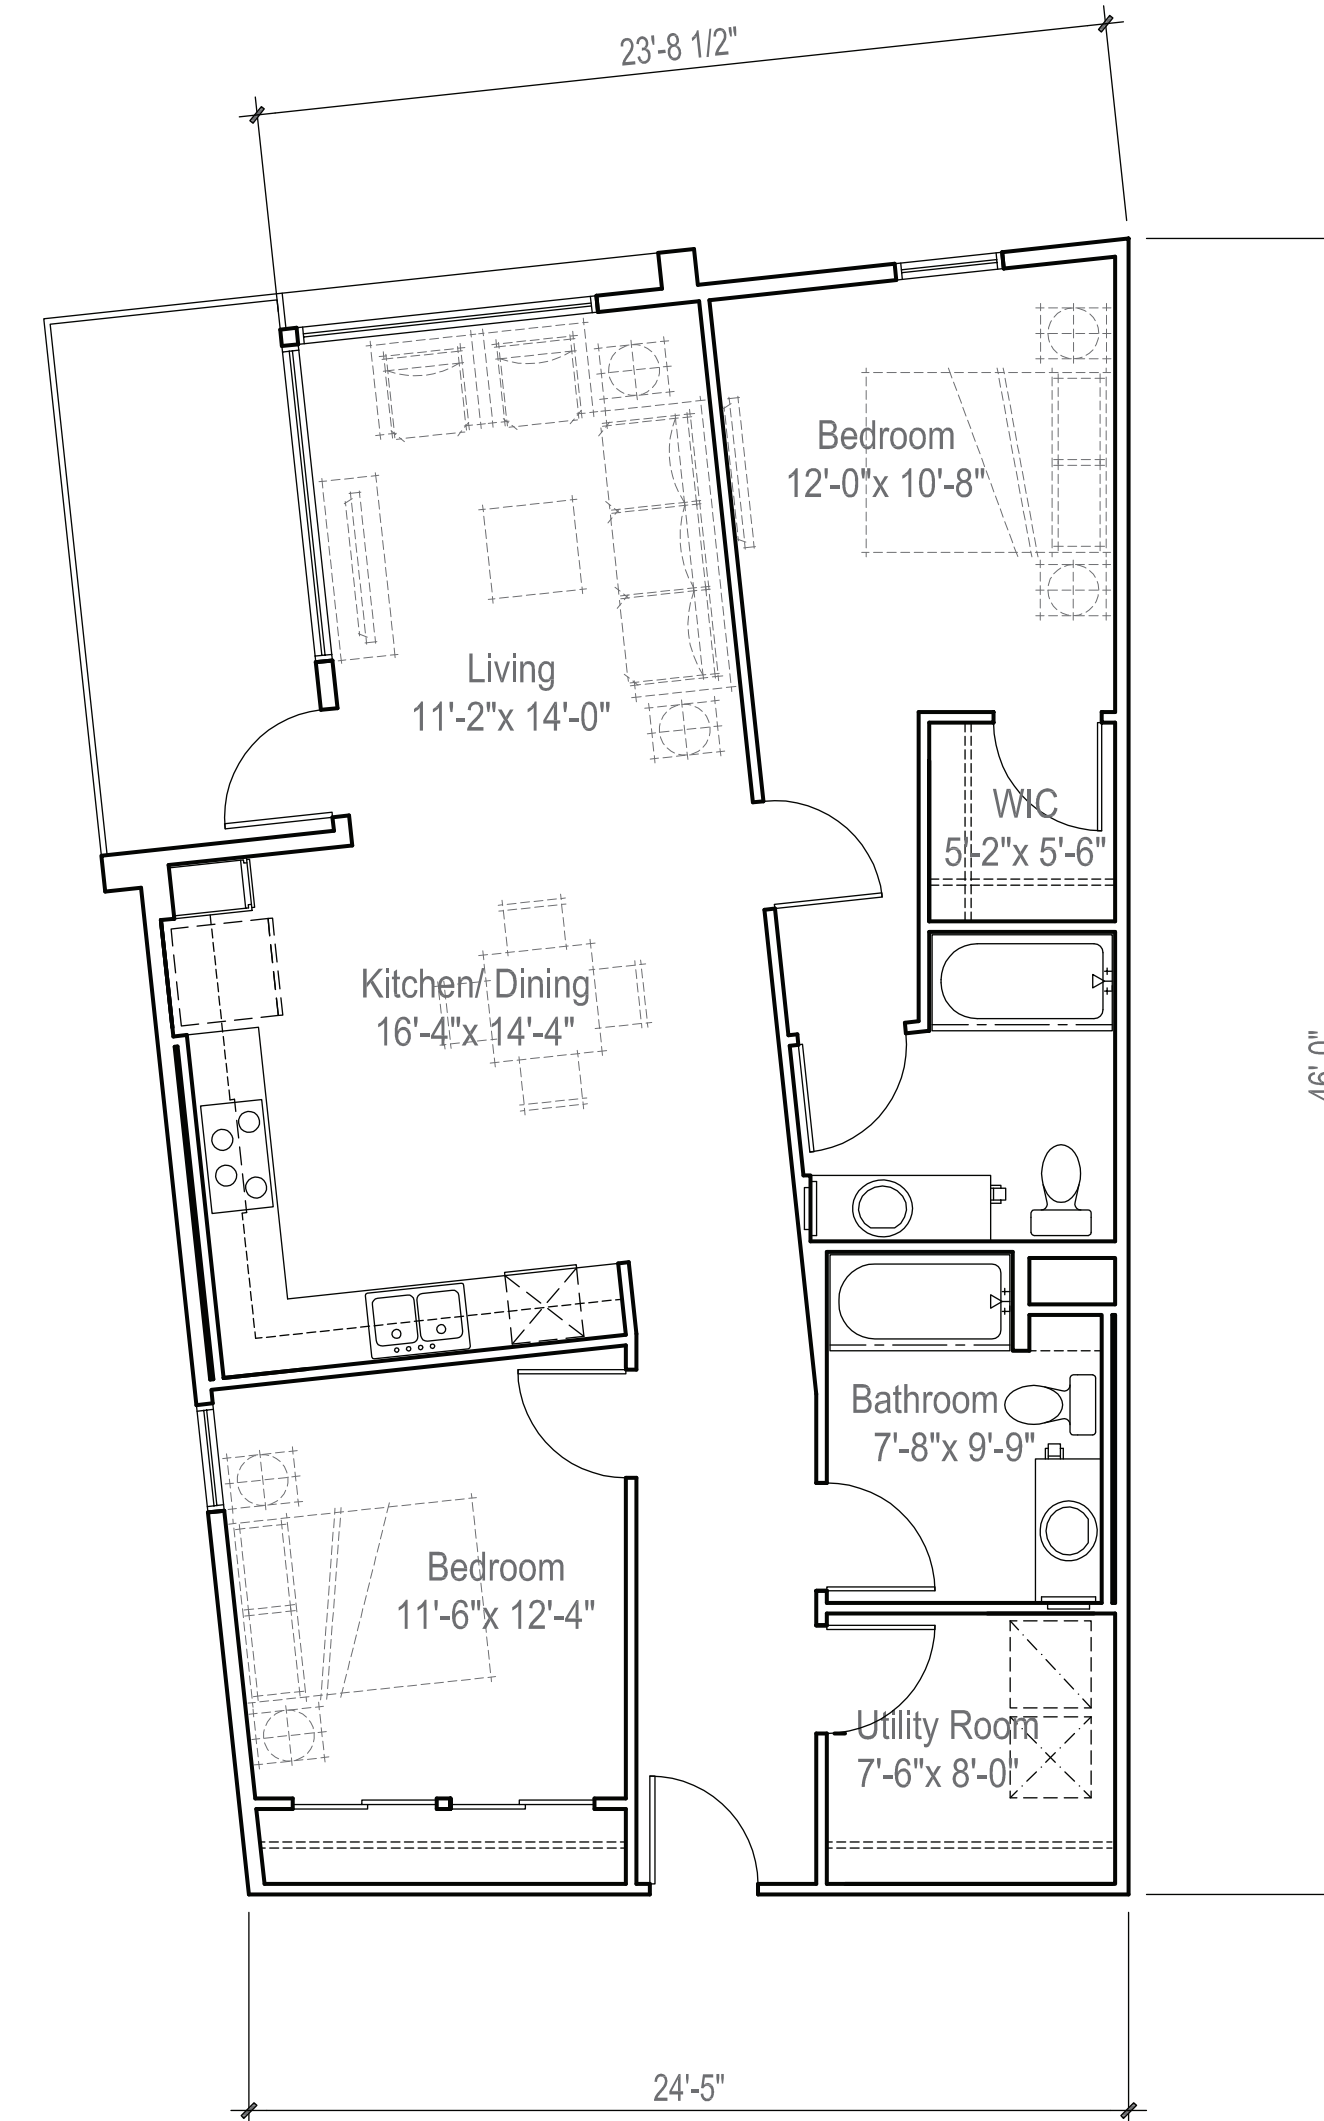 23'-8 1/2"
Bedroom
12'-0"x 10'-8"
Living
11'-2"x 14'-0"
WIC
5'-2"x 5'-6"
Kitchen/ Dining
16'-4"x 14'-4"
46'-0"
Bathroom
7'-8"x 9'-9"
Bedroom
11'-6"x 12'-4"
Utility Room
7'-6"x 8'-0"
24'-5"